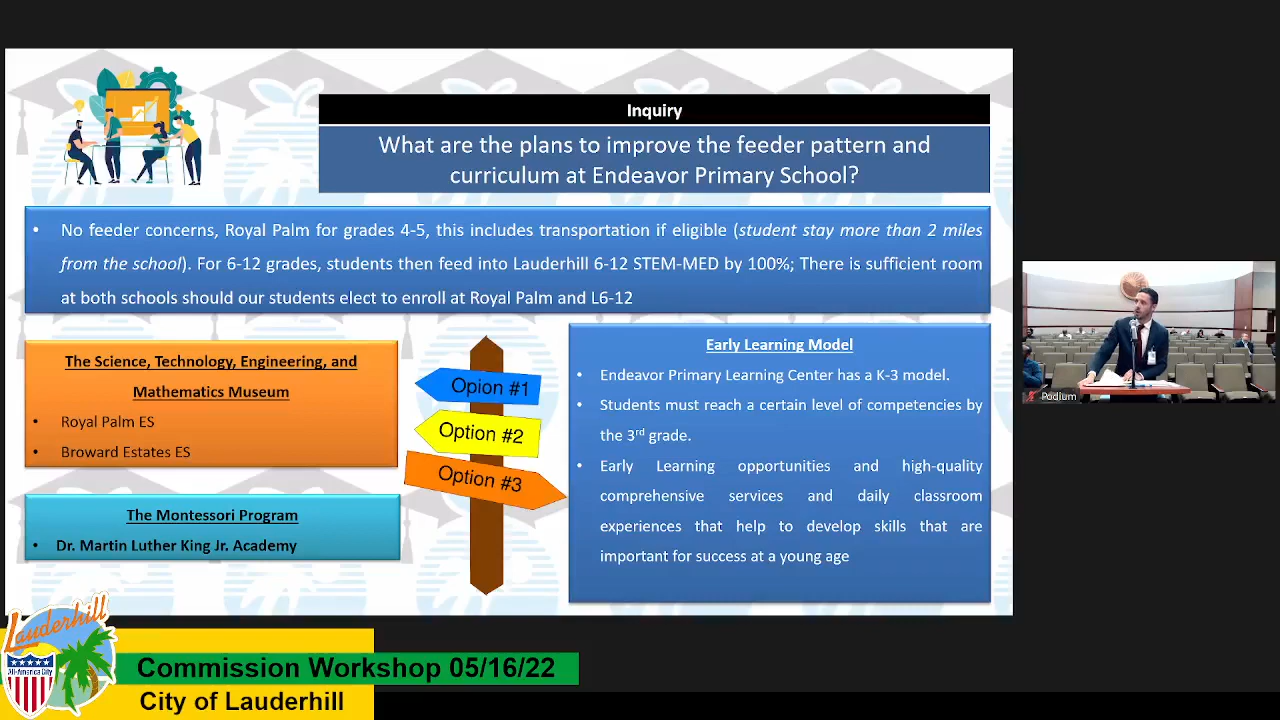 Inquiry
What are the plans to improve the feeder pattern and
curriculum at Endeavor Primary School?
• No feeder concerns, Royal Palm for grades 4-5, this includes transportation if eligible (student stay more than 2 miles
from the school). For 6-12 grades, students then feed into Lauderhill 6-12 STEM-MED by 100%; There is sufficient room
at both schools should our students elect to enroll at Royal Palm and L6-12
The Science, Technology, Engineering, and
Mathematics Museum
• Royal Palm ES
• Broward Estates ES
The Montessori Program
• Dr. Martin Luther King Jr. Academy
Opion #1
Option #2
Option #3
Early Learning Model
• Endeavor Primary Learning Center has a K-3 model.
• Students must reach a certain level of competencies by
the 3rd grade.
• Early Learning opportunities and high-quality
comprehensive services and daily classroom
experiences that help to develop skills that are
important for success at a young age
Podium
Lauderhill
All-America City
Commission Workshop 05/16/22
City of Lauderhill